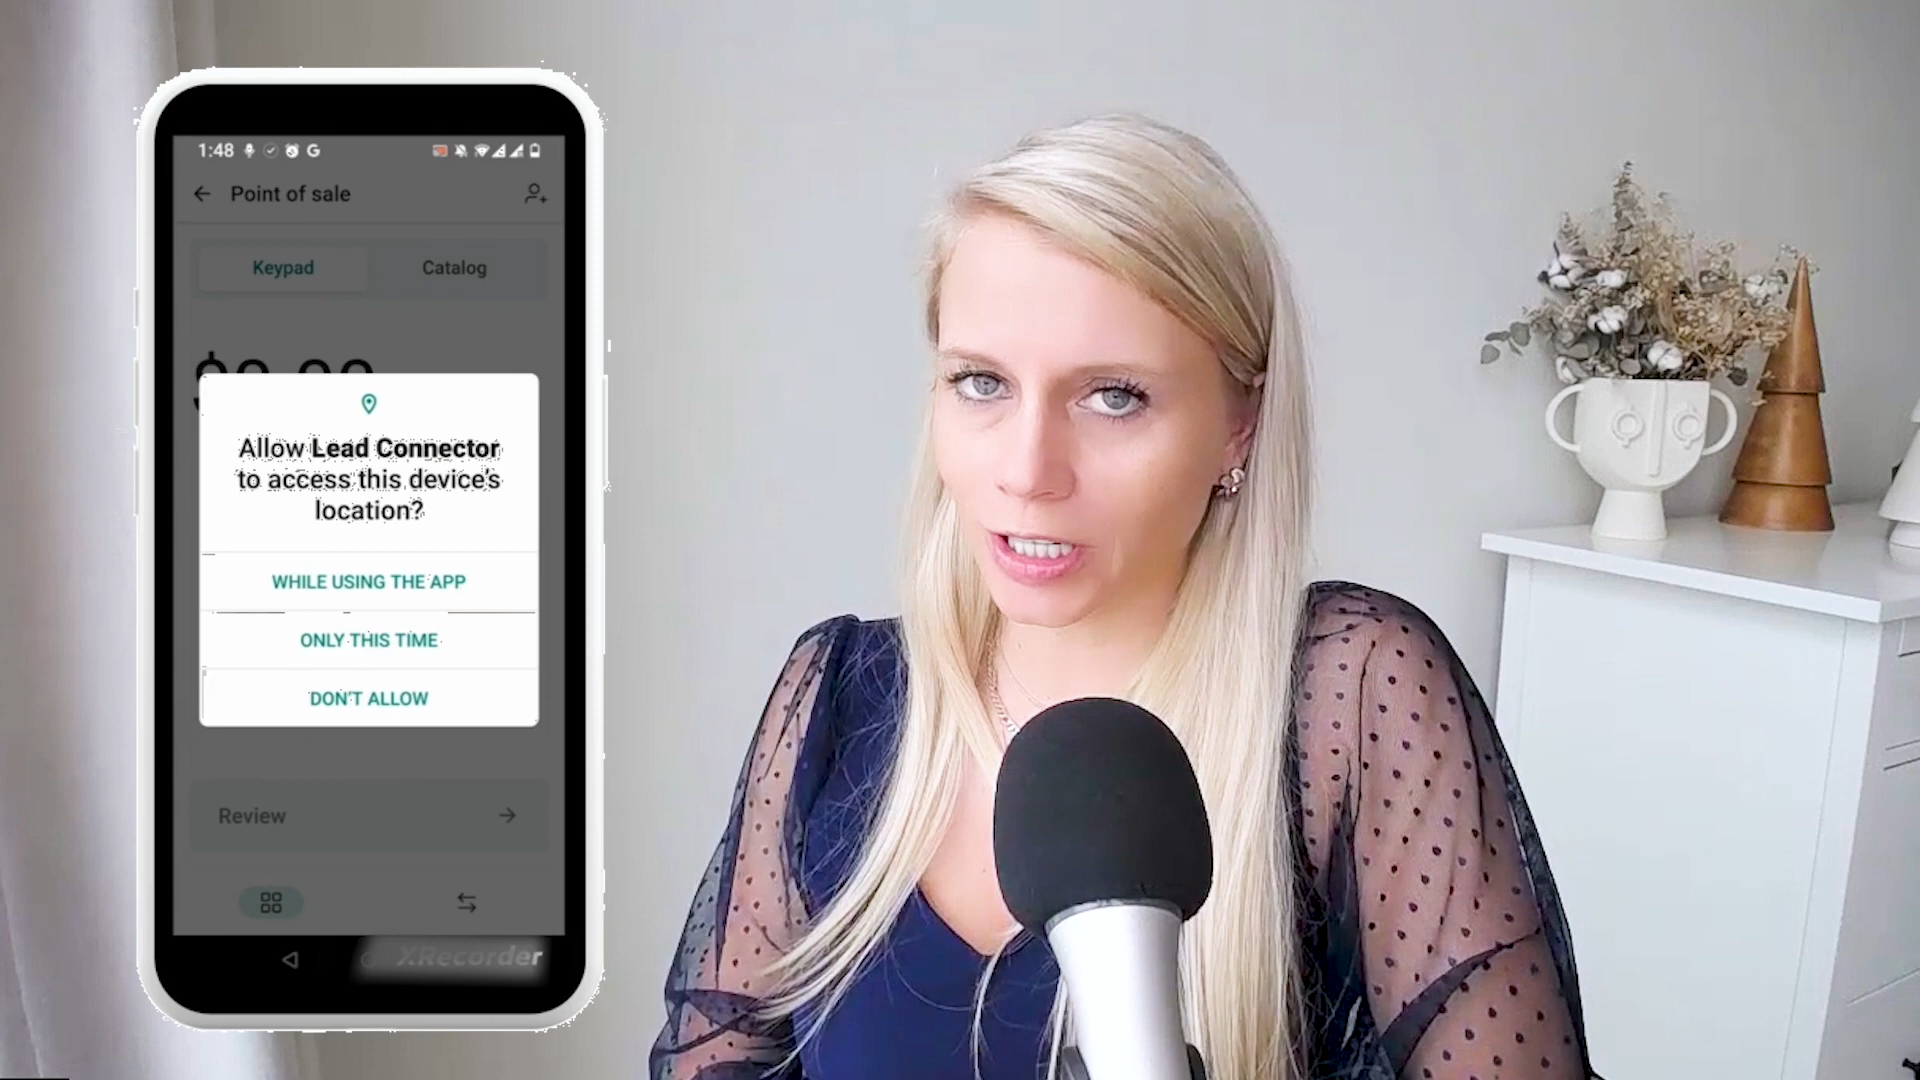 1:48
Point of sale
Keypad
Catalog
Allow Lead Connector
to access this device's
location?
WHILE USING THE APP
ONLY THIS TIME
DON'T ALLOW
Review
XRecorder